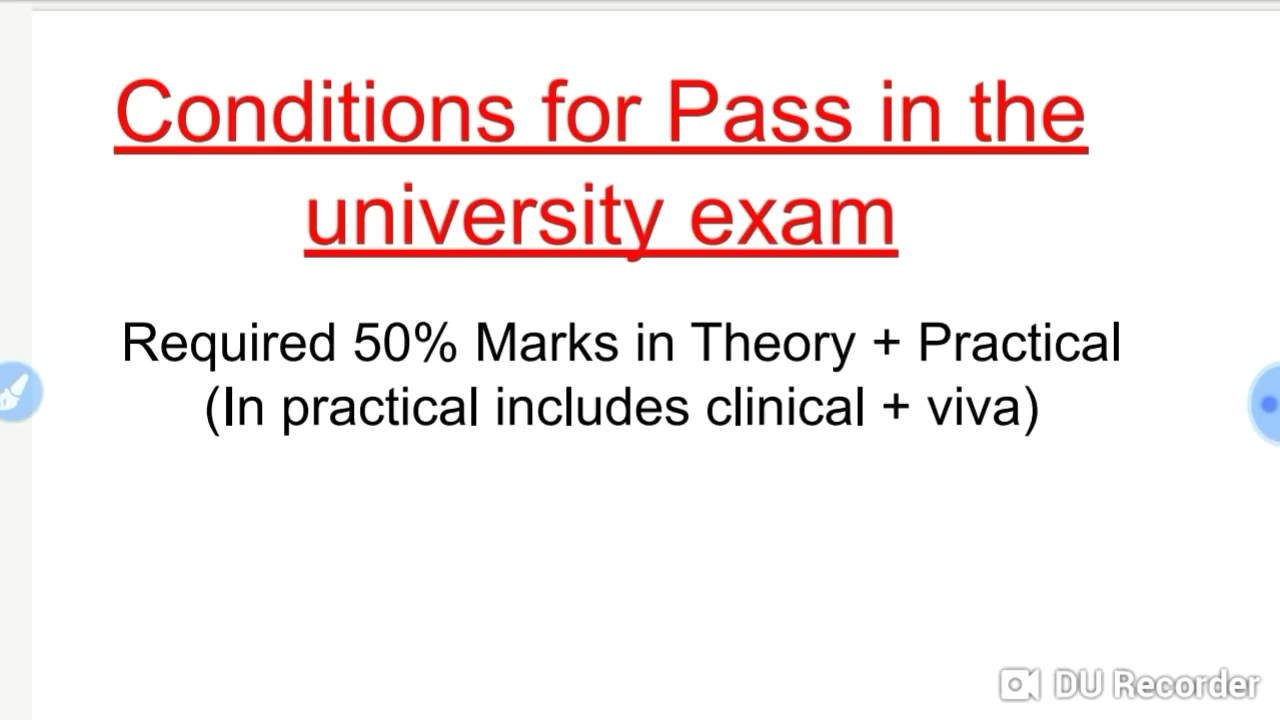 Conditions for Pass in the
university exam
Required 50% Marks in Theory + Practical
(In practical includes clinical + viva)
DU Recorder